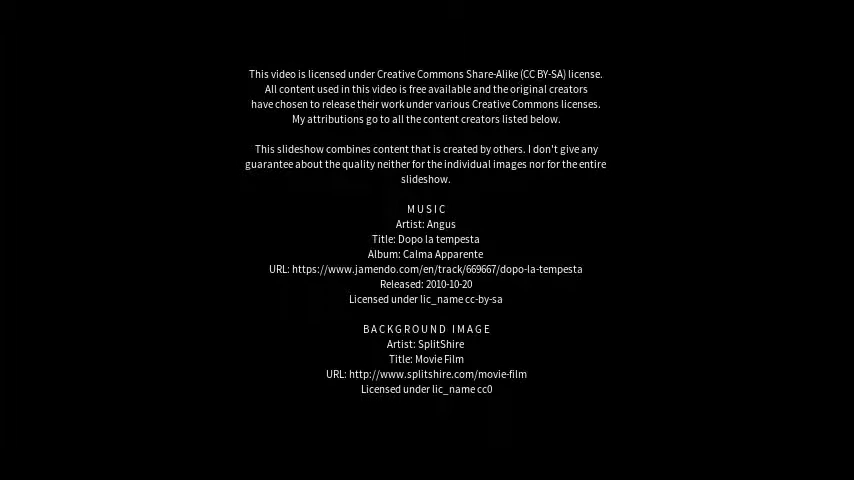 This video is licensed under Creative Commons Share-Alike (CC BY-SA) license.
All content used in this video is free available and the original creators
have chosen to release their work under various Creative Commons licenses.
My attributions go to all the content creators listed below.
This slideshow combines content that is created by others. I don't give any
guarantee about the quality neither for the individual images nor for the entire
slideshow.
MUSIC
Artist: Angus
Title: Dopo la tempesta
Album: Calma Apparente
URL: https://www.jamendo.com/en/track/669667/dopo-la-tempesta
Released: 2010-10-20
Licensed under lic_name cc-by-sa
BACKGROUND IMAGE
Artist: SplitShire
Title: Movie Film
URL: http://www.splitshire.com/movie-film
Licensed under lic_name cc0